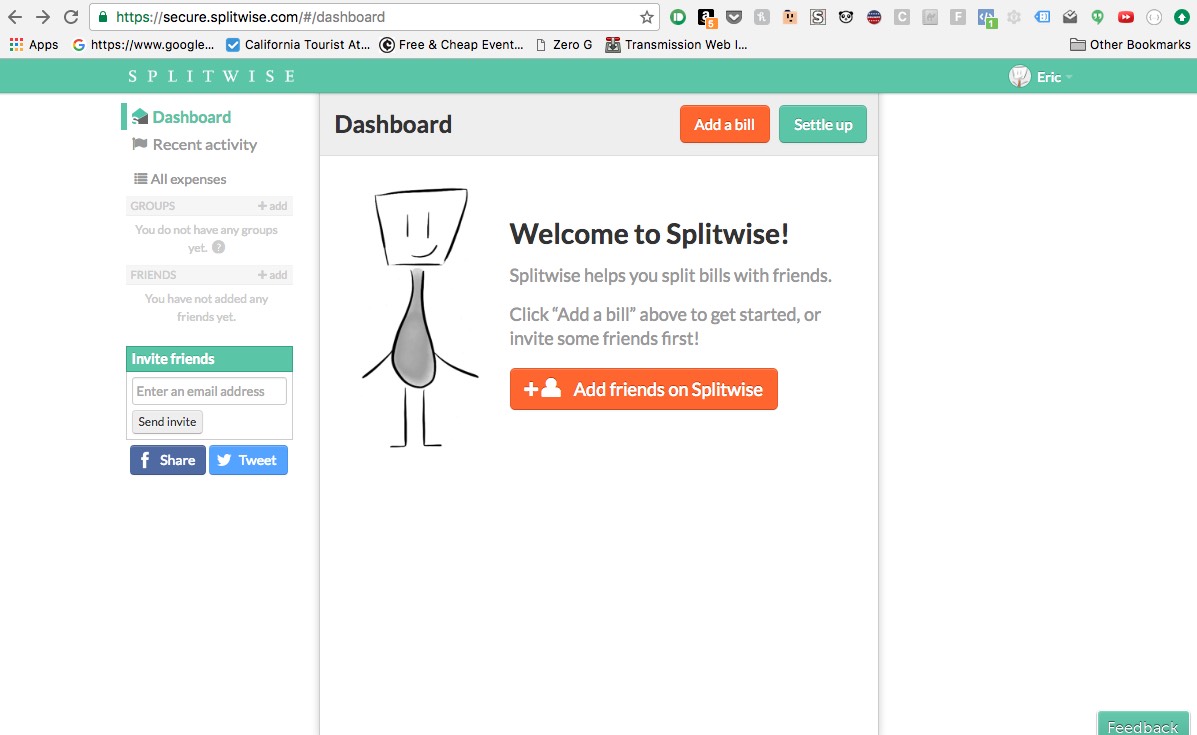 https://secure.splitwise.com/#/dashboard
5
1
Apps
https://www.google...
California Tourist At...
Free & Cheap Event...
Zero G
Transmission Web I...
Other Bookmarks
SPLITWISE
Eric
Dashboard
Recent activity
All expenses
GROUPS + add
You do not have any groups
yet. ?
FRIENDS + add
You have not added any
friends yet.
Invite friends
Enter an email address
Send invite
f Share
Tweet
Dashboard
Add a bill
Settle up
Welcome to Splitwise!
Splitwise helps you split bills with friends.
Click “Add a bill” above to get started, or
invite some friends first!
Add friends on Splitwise
Feedback